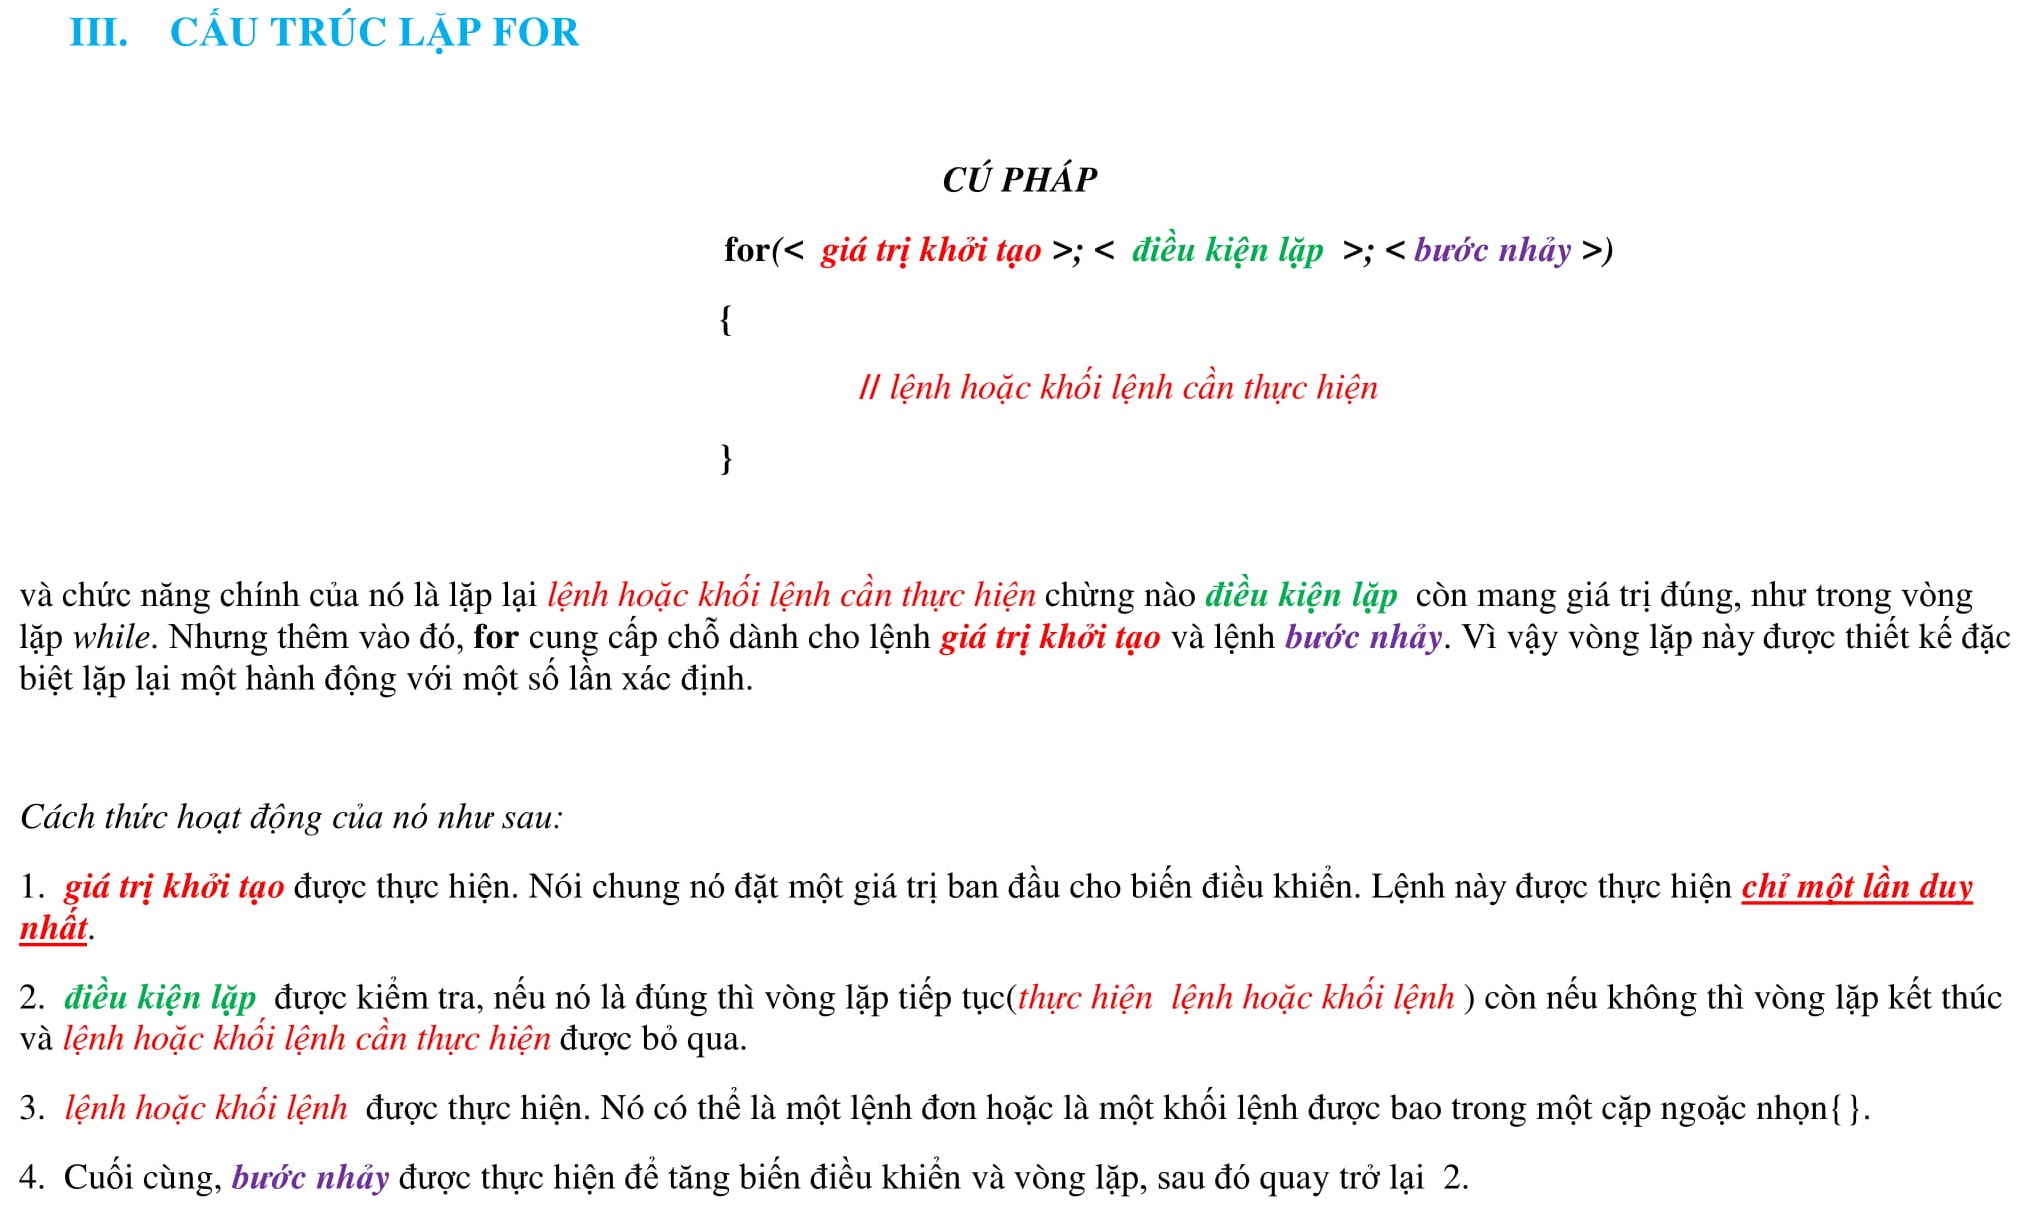 III. CẤU TRÚC LẶP FOR
CÚ PHÁP
for(< giá trị khởi tạo >; < điều kiện lặp >; < bước nhảy >)
{
// lệnh hoặc khối lệnh cần thực hiện
}
và chức năng chính của nó là lặp lại lệnh hoặc khối lệnh cần thực hiện chừng nào điều kiện lặp còn mang giá trị đúng, như trong vòng
lặp while. Nhưng thêm vào đó, for cung cấp chỗ dành cho lệnh giá trị khởi tạo và lệnh bước nhảy. Vì vậy vòng lặp này được thiết kế đặc
biệt lặp lại một hành động với một số lần xác định.
Cách thức hoạt động của nó như sau:
1. giá trị khởi tạo được thực hiện. Nói chung nó đặt một giá trị ban đầu cho biến điều khiển. Lệnh này được thực hiện chỉ một lần duy
nhất.
2. điều kiện lặp được kiểm tra, nếu nó là đúng thì vòng lặp tiếp tục(thực hiện lệnh hoặc khối lệnh ) còn nếu không thì vòng lặp kết thúc
và lệnh hoặc khối lệnh cần thực hiện được bỏ qua.
3. lệnh hoặc khối lệnh được thực hiện. Nó có thể là một lệnh đơn hoặc là một khối lệnh được bao trong một cặp ngoặc nhọn{ }.
4. Cuối cùng, bước nhảy được thực hiện để tăng biến điều khiển và vòng lặp, sau đó quay trở lại 2.